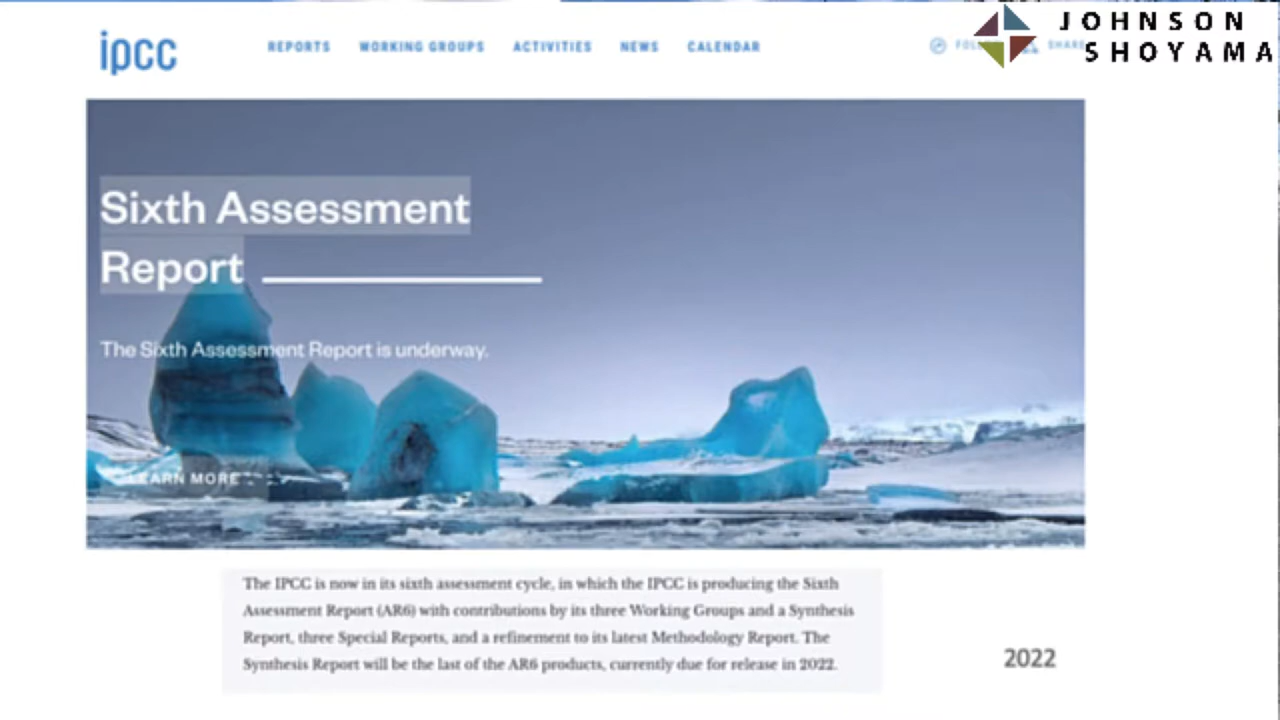 ipcc
REPORTS WORKING GROUPS ACTIVITIES NEWS CALENDAR
SHARE
JOHNSON
SHOYAMA
Sixth Assessment
Report
The Sixth Assessment Report is underway.
LEARN MORE
The IPCC is now in its sixth assessment cycle, in which the IPCC is producing the Sixth
Assessment Report (AR6) with contributions by its three Working Groups and a Synthesis
Report, three Special Reports, and a refinement to its latest Methodology Report. The
Synthesis Report will be the last of the AR6 products, currently due for release in 2022.
2022